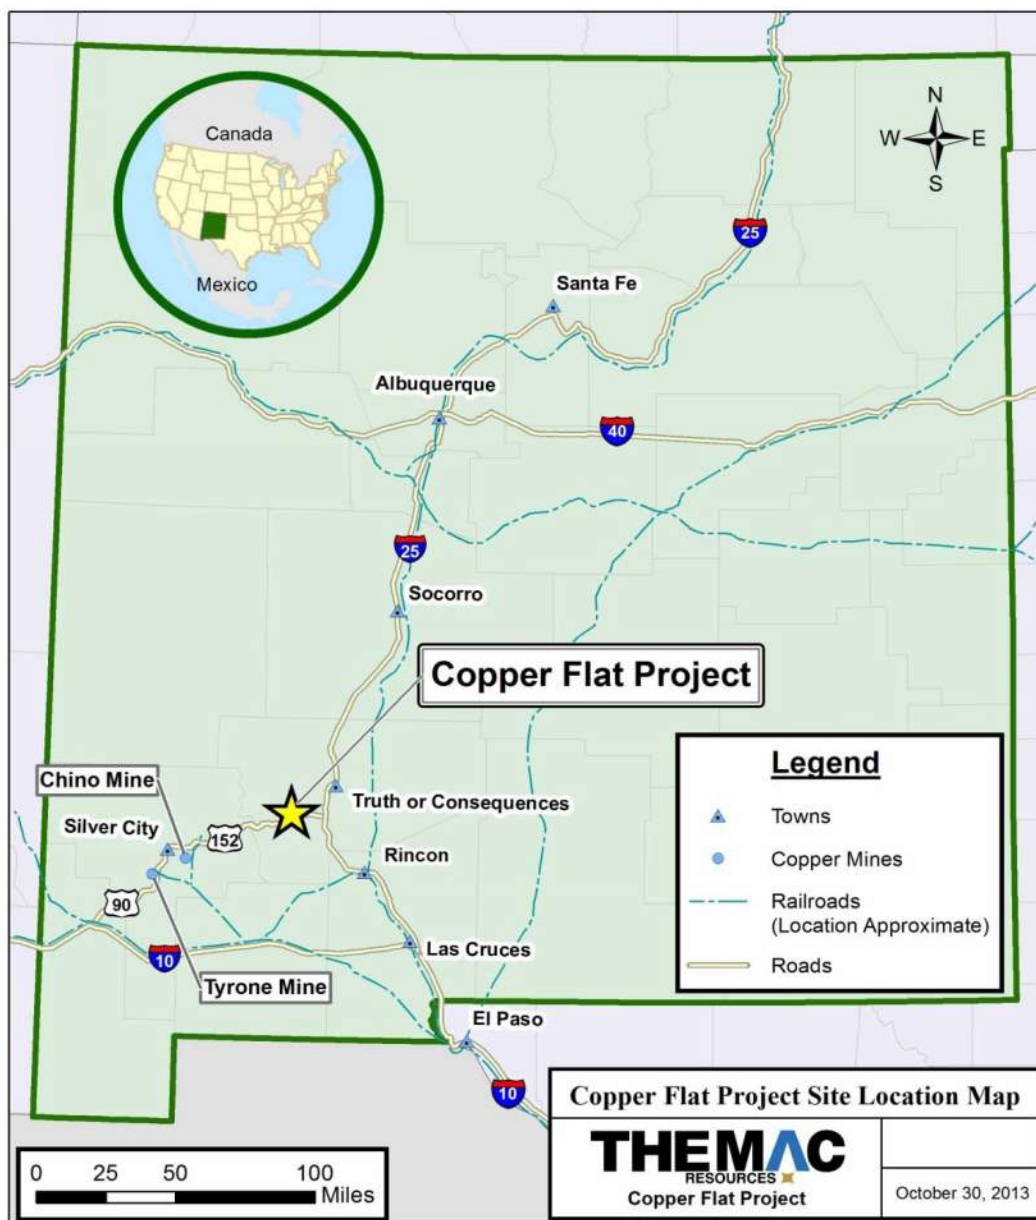 Canada
Mexico
N
W E
S
25
Santa Fe
Albuquerque
40
25
Socorro
Copper Flat Project
Chino Mine
Truth or Consequences
Silver City
152
Rincon
90
10
Las Cruces
Tyrone Mine
El Paso
10
Legend
Towns
Copper Mines
Railroads
(Location Approximate)
Roads
0 25 50 100
Miles
Copper Flat Project Site Location Map
THEMAC
RESOURCES
Copper Flat Project
October 30, 2013